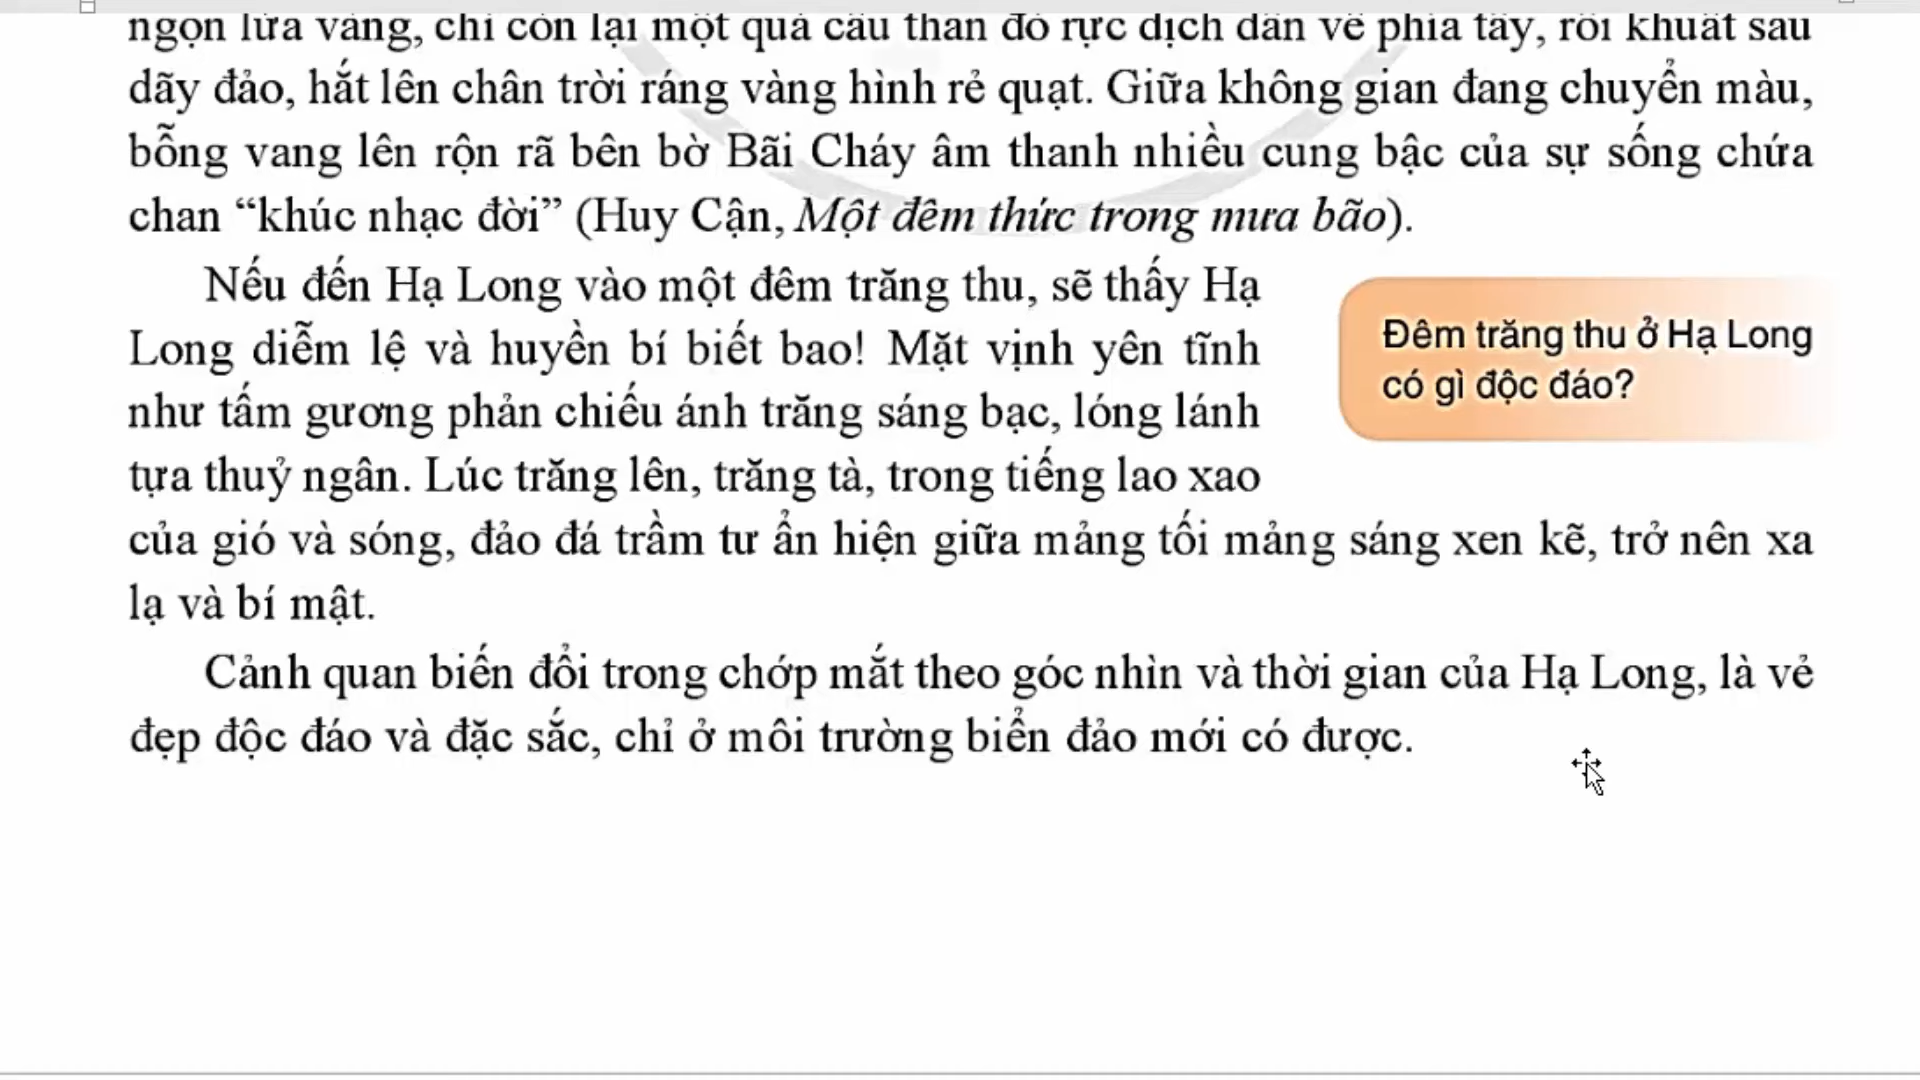 ngọn lửa vàng, chỉ còn lại một quả cầu than đỏ rực dịch dần về phía tây, rồi khuất sau
dãy đảo, hắt lên chân trời ráng vàng hình rẻ quạt. Giữa không gian đang chuyển màu,
bỗng vang lên rộn rã bên bờ Bãi Cháy âm thanh nhiều cung bậc của sự sống chứa
chan “khúc nhạc đời” (Huy Cận, Một đêm thức trong mưa bão).
Nếu đến Hạ Long vào một đêm trăng thu, sẽ thấy Hạ
Long diễm lệ và huyền bí biết bao! Mặt vịnh yên tĩnh
như tấm gương phản chiếu ánh trăng sáng bạc, lóng lánh
tựa thuỷ ngân. Lúc trăng lên, trăng tà, trong tiếng lao xao
của gió và sóng, đảo đá trầm tư ẩn hiện giữa mảng tối mảng sáng xen kẽ, trở nên xa
lạ và bí mật.
Đêm trăng thu ở Hạ Long
có gì độc đáo?
Cảnh quan biến đổi trong chớp mắt theo góc nhìn và thời gian của Hạ Long, là vẻ
đẹp độc đáo và đặc sắc, chỉ ở môi trường biển đảo mới có được.